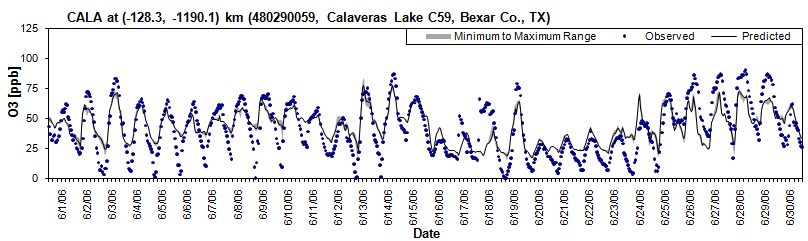 CALA at (-128.3, -1190.1) km (480290059, Calaveras Lake C59, Bexar Co., TX)
Minimum to Maximum Range Observed Predicted
125
100
75
50
25
0
O3 [ppb]
6/1/06 6/2/06 6/3/06 6/4/06 6/5/06 6/6/06 6/7/06 6/8/06 6/9/06 6/10/06 6/11/06 6/12/06 6/13/06 6/14/06 6/15/06 6/16/06 6/17/06 6/18/06 6/19/06 6/20/06 6/21/06 6/22/06 6/23/06 6/24/06 6/25/06 6/26/06 6/27/06 6/28/06 6/29/06 6/30/06
Date